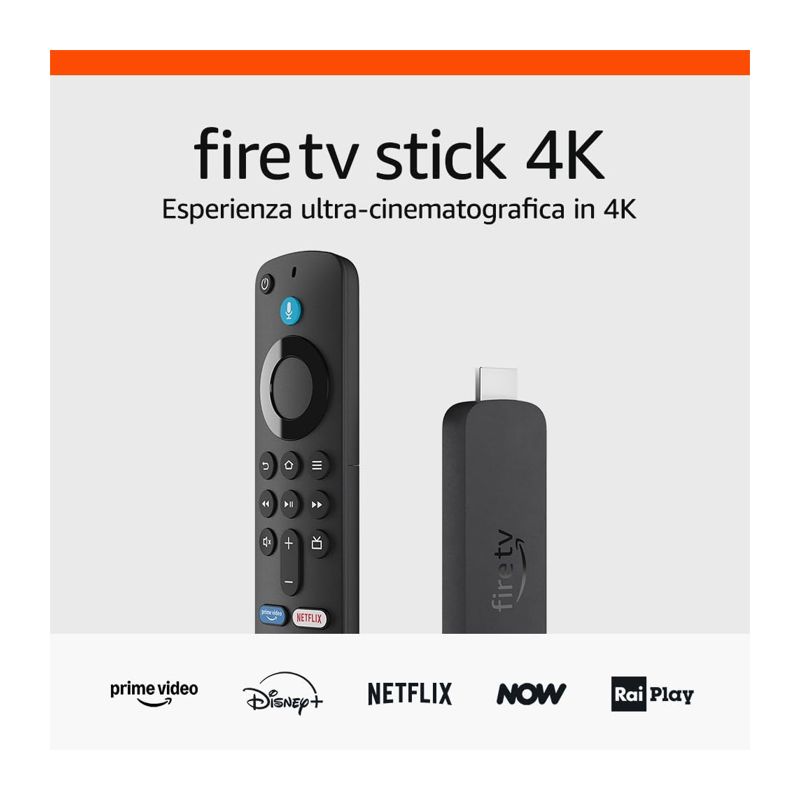 fire tv stick 4K
Esperienza ultra-cinematografica in 4K
prime video
NETFLIX
fire tv
prime video
Disney+
NETFLIX
NOW
Rai Play